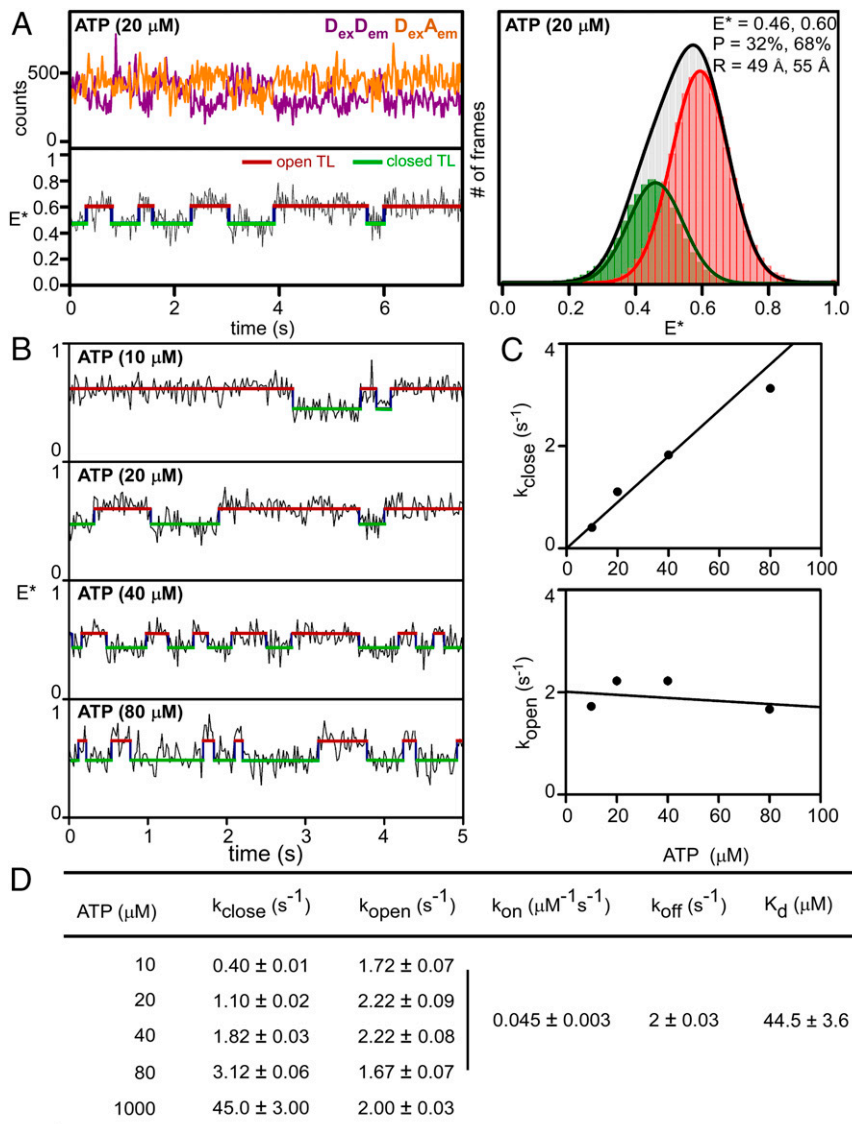 A
ATP (20 μM)
DexDem DexAem
500
0
counts
open TL
closed TL
1
0.8
0.6
0.4
0.2
0.0
E*
0
2
4
6
time (s)
ATP (20 μM)
E* = 0.46, 0.60
P = 32%, 68%
R = 49 Å, 55 Å
# of frames
0.0 0.2 0.4 0.6 0.8 1.0
E*
B
ATP (10 μM)
1
0
ATP (20 μM)
1
0
E*
ATP (40 μM)
1
0
ATP (80 μM)
1
0
0 1 2 3 4 5
time (s)
C
4
2
0
kclose (s-1)
0 20 40 60 80 100
4
2
0
kopen (s-1)
0 20 40 60 80 100
ATP (μM)
D
ATP (μM) kclose (s-1) kopen (s-1) kon (μM-1s-1) koff (s-1) Kd (μM)
10 0.40 ± 0.01 1.72 ± 0.07
20 1.10 ± 0.02 2.22 ± 0.09
0.045 ± 0.003 2 ± 0.03 44.5 ± 3.6
40 1.82 ± 0.03 2.22 ± 0.08
80 3.12 ± 0.06 1.67 ± 0.07
1000 45.0 ± 3.00 2.00 ± 0.03